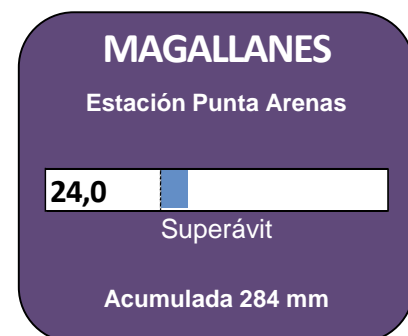 MAGALLANES
Estación Punta Arenas
24,0
Superávit
Acumulada 284 mm